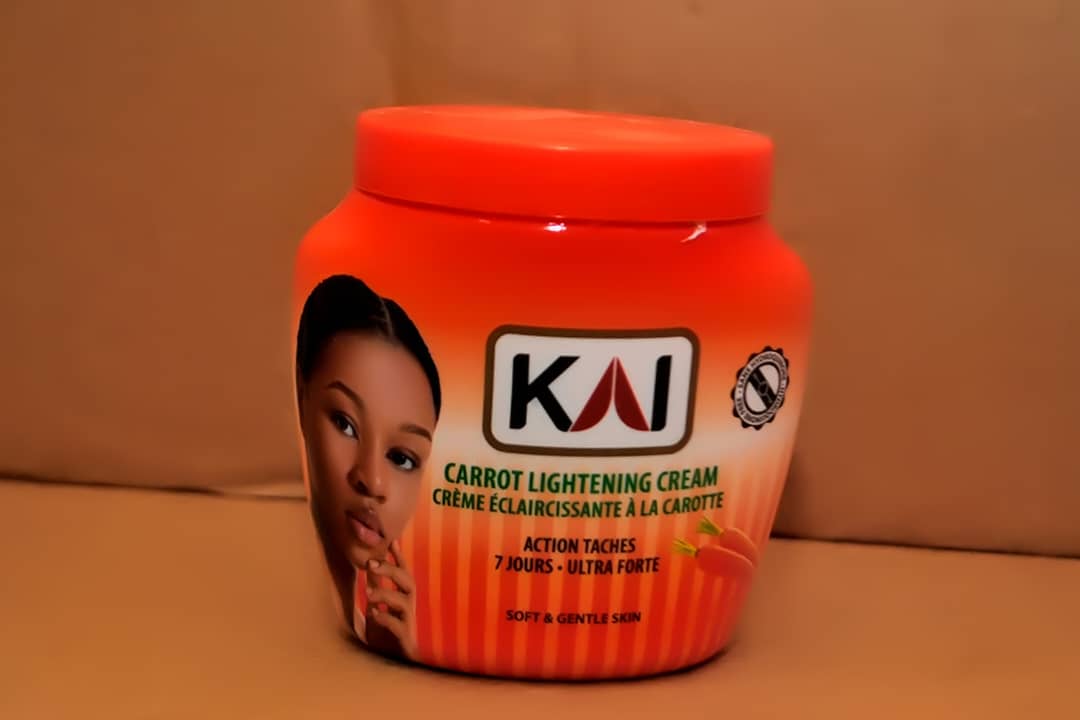 KAI
CARROT LIGHTENING CREAM
CRÈME ÉCLAIRCISSANTE À LA CAROTTE
ACTION TACHES
7 JOURS • ULTRA FORTE
SOFT & GENTLE SKIN